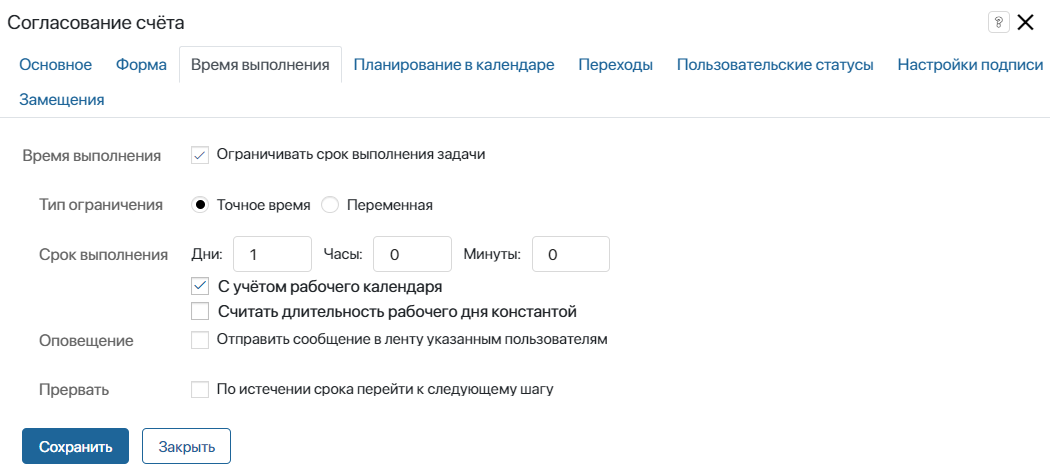 Согласование счёта
?
Основное Форма Время выполнения Планирование в календаре Переходы Пользовательские статусы Настройки подписи
Замещения
Время выполнения Ограничивать срок выполнения задачи
Тип ограничения Точное время Переменная
Срок выполнения Дни: 1 Часы: 0 Минуты: 0
С учётом рабочего календаря
Считать длительность рабочего дня константой
Оповещение Отправить сообщение в ленту указанным пользователям
Прервать По истечении срока перейти к следующему шагу
Сохранить Закрыть